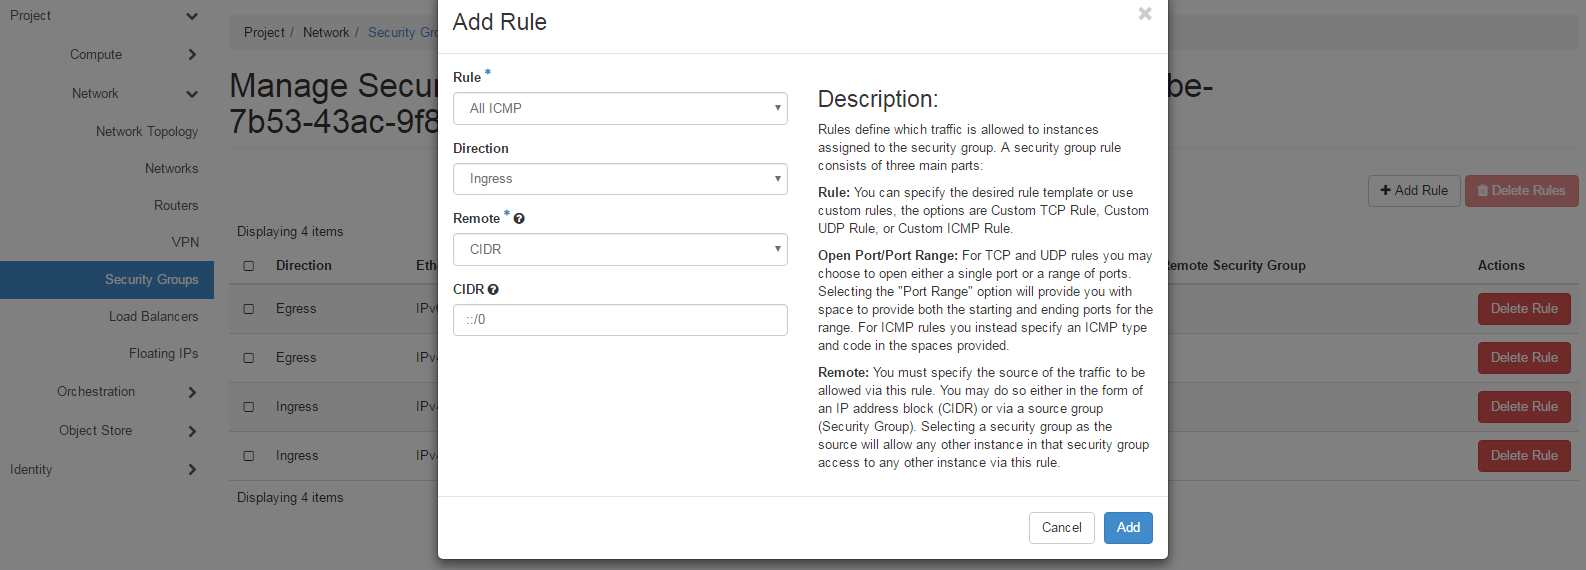 Project
Compute
Network
Network Topology
Networks
Routers
VPN
Security Groups
Load Balancers
Floating IPs
Orchestration
Object Store
Identity
Project / Network / Security
Manage
7b53-43ac-
Add Rule Delete Rules
Displaying 4 items
Direction Remote Security Group Actions
Egress Delete Rule
Egress Delete Rule
Ingress Delete Rule
Ingress Delete Rule
Displaying 4 items
Add Rule
Rule *
All ICMP
Direction
Ingress
Remote *
CIDR
CIDR
::/0
Description:
Rules define which traffic is allowed to instances
assigned to the security group. A security group rule
consists of three main parts:
Rule: You can specify the desired rule template or use
custom rules, the options are Custom TCP Rule, Custom
UDP Rule, or Custom ICMP Rule.
Open Port/Port Range: For TCP and UDP rules you may
choose to open either a single port or a range of ports.
Selecting the "Port Range" option will provide you with
space to provide both the starting and ending ports for the
range. For ICMP rules you instead specify an ICMP type
and code in the spaces provided.
Remote: You must specify the source of the traffic to be
allowed via this rule. You may do so either in the form of
an IP address block (CIDR) or via a source group
(Security Group). Selecting a security group as the
source will allow any other instance in that security group
access to any other instance via this rule.
Cancel Add